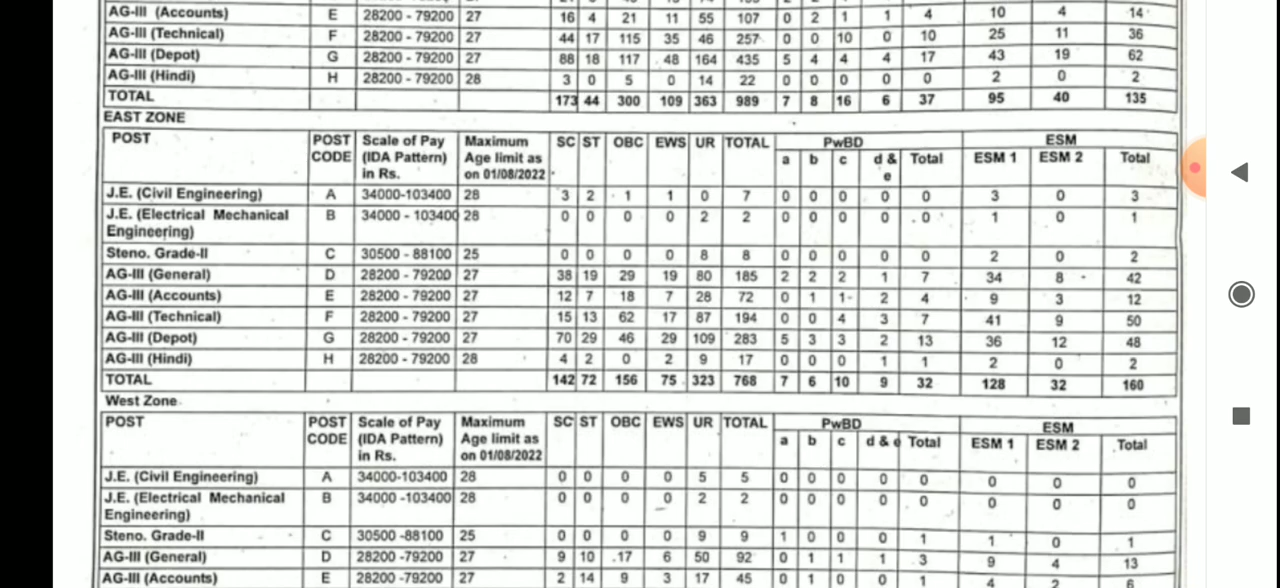 AG-III (Accounts) E 28200 - 79200 27 16 4 21 11 55 107 0 2 1 1 4 10 4 14
AG-III (Technical) F 28200 - 79200 27 44 17 115 35 46 257 0 0 10 0 10 25 11 36
AG-III (Depot) G 28200 - 79200 27 88 18 117 48 164 435 5 4 4 4 17 43 19 62
AG-III (Hindi) H 28200 - 79200 28 3 0 5 0 14 22 0 0 0 0 0 2 0 2
TOTAL 173 44 300 109 363 989 7 8 16 6 37 95 40 135
EAST ZONE
POST POST CODE Scale of Pay (IDA Pattern) in Rs. Maximum Age limit as on 01/08/2022 SC ST OBC EWS UR TOTAL PwBD ESM
a b c d & e Total ESM 1 ESM 2 Total
J.E. (Civil Engineering) A 34000-103400 28 3 2 1 1 0 7 0 0 0 0 0 3 0 3
J.E. (Electrical Mechanical B 34000 - 103400 28 0 0 0 0 2 2 0 0 0 0 0 1 0 1
Engineering)
Steno. Grade-II C 30500 - 88100 25 0 0 0 0 8 8 0 0 0 0 0 2 0 2
AG-III (General) D 28200 - 79200 27 38 19 29 19 80 185 2 2 2 1 7 34 8 42
AG-III (Accounts) E 28200 - 79200 27 12 7 18 7 28 72 0 1 1 2 4 9 3 12
AG-III (Technical) F 28200 - 79200 27 15 13 62 17 87 194 0 0 4 3 7 41 9 50
AG-III (Depot) G 28200 - 79200 27 70 29 46 29 109 283 5 3 3 2 13 36 12 48
AG-III (Hindi) H 28200 - 79200 28 4 2 0 2 9 17 0 0 0 1 1 2 0 2
TOTAL 142 72 156 75 323 768 7 6 10 9 32 128 32 160
West Zone
POST POST CODE Scale of Pay (IDA Pattern) in Rs. Maximum Age limit as on 01/08/2022 SC ST OBC EWS UR TOTAL PwBD ESM
a b c d & e Total ESM 1 ESM 2 Total
J.E. (Civil Engineering) A 34000-103400 28 0 0 0 0 5 5 0 0 0 0 0 0 0 0
J.E. (Electrical Mechanical B 34000 -103400 28 0 0 0 0 2 2 0 0 0 0 0 0 0 0
Engineering)
Steno. Grade-II C 30500 -88100 25 0 0 0 0 9 9 1 0 0 0 1 1 0 1
AG-III (General) D 28200 -79200 27 9 10 17 6 50 92 0 1 1 1 3 9 4 13
AG-III (Accounts) E 28200 -79200 27 2 14 9 3 17 45 0 1 0 0 1 4 2 6